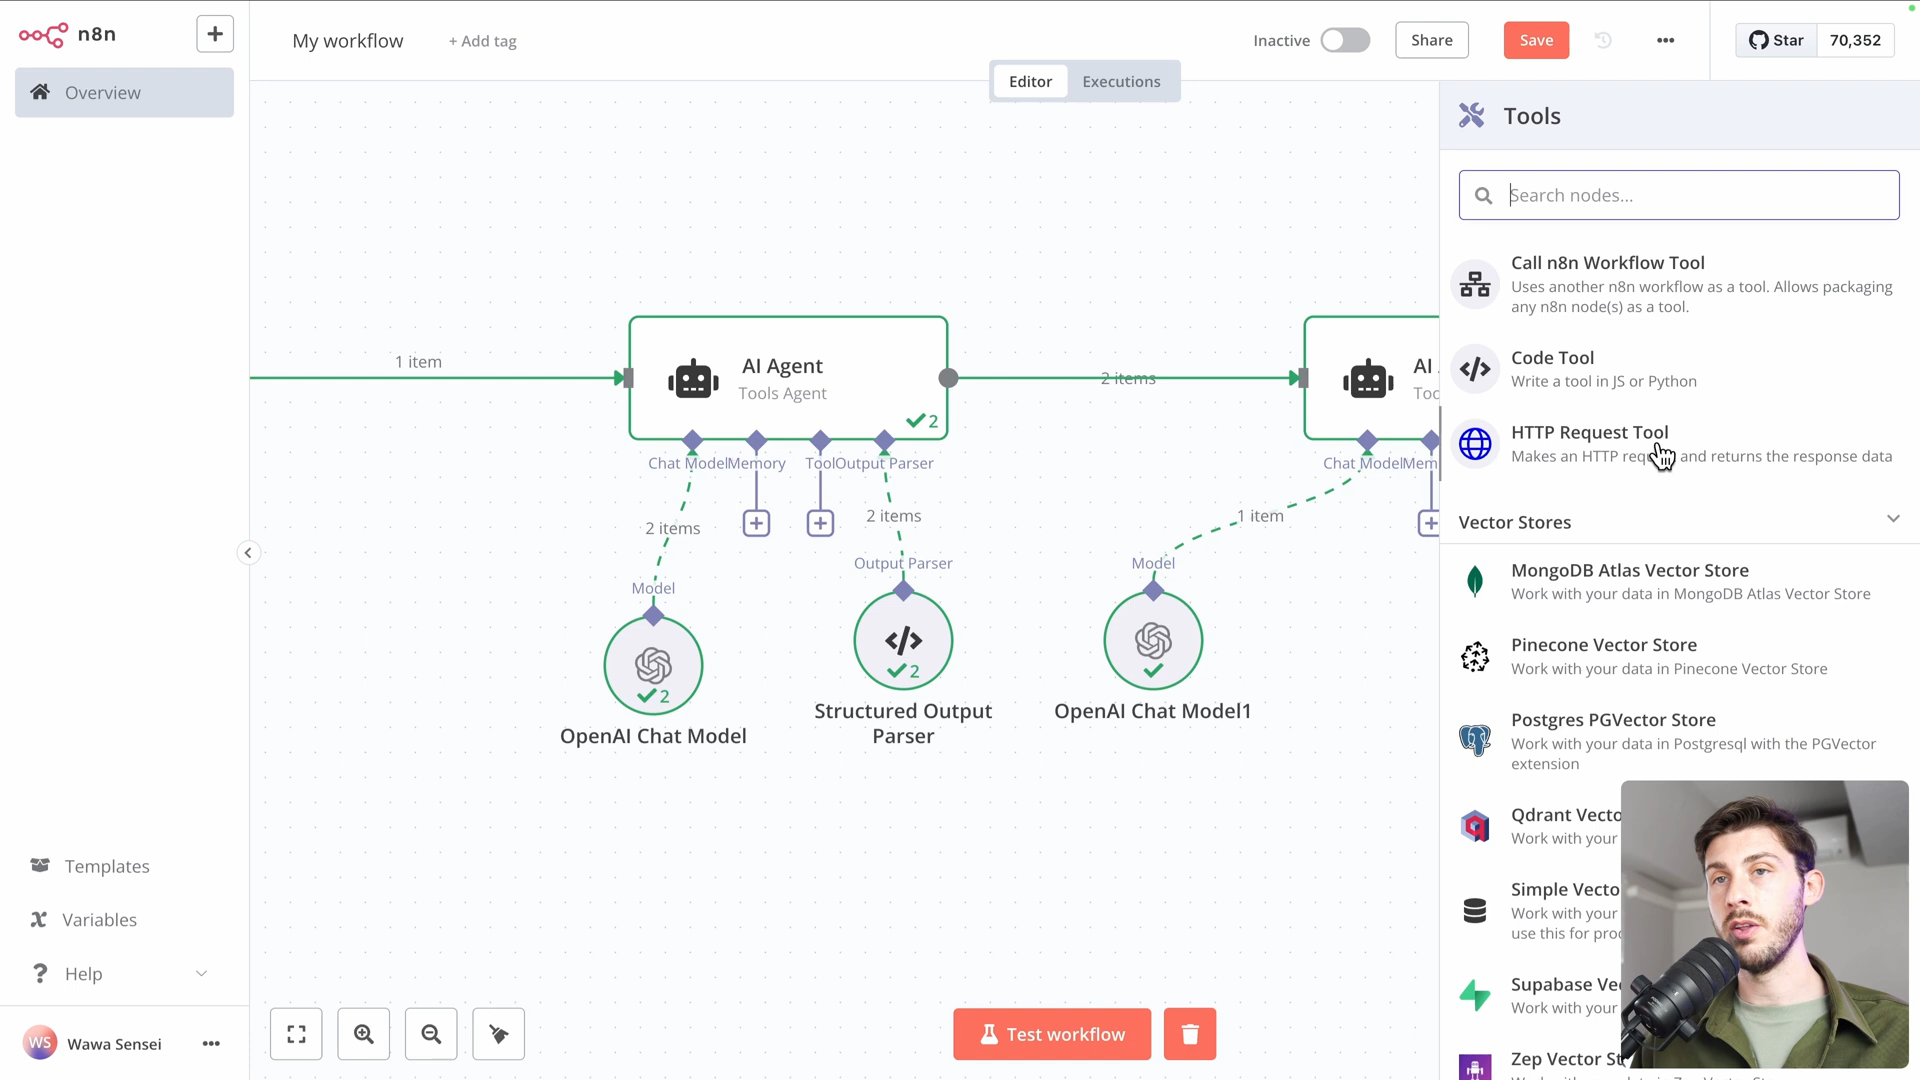 n8n
My workflow
+ Add tag
Inactive
Share
Save
Star
70,352
Overview
Editor
Executions
Tools
Search nodes...
Call n8n Workflow Tool
Uses another n8n workflow as a tool. Allows packaging
any n8n node(s) as a tool.
Code Tool
Write a tool in JS or Python
HTTP Request Tool
Makes an HTTP and returns the response data
Vector Stores
MongoDB Atlas Vector Store
Work with your data in MongoDB Atlas Vector Store
Pinecone Vector Store
Work with your data in Pinecone Vector Store
Postgres PGVector Store
Work with your data in Postgresql with the PGVector
extension
Qdrant Vecto
Work with your
Simple Vecto
Work with your
use this for pro
Supabase Ve
Work with your
Zep Vector St
1 item
AI Agent
Tools Agent
2
2 items
AI
Too
Chat Model
Memory
Tool
Output Parser
Chat Model
Mem
2 items
2 items
1 item
Model
Output Parser
Model
2
2
OpenAI Chat Model
Structured Output
Parser
OpenAI Chat Model1
Templates
Variables
Help
WS
Wawa Sensei
Test workflow